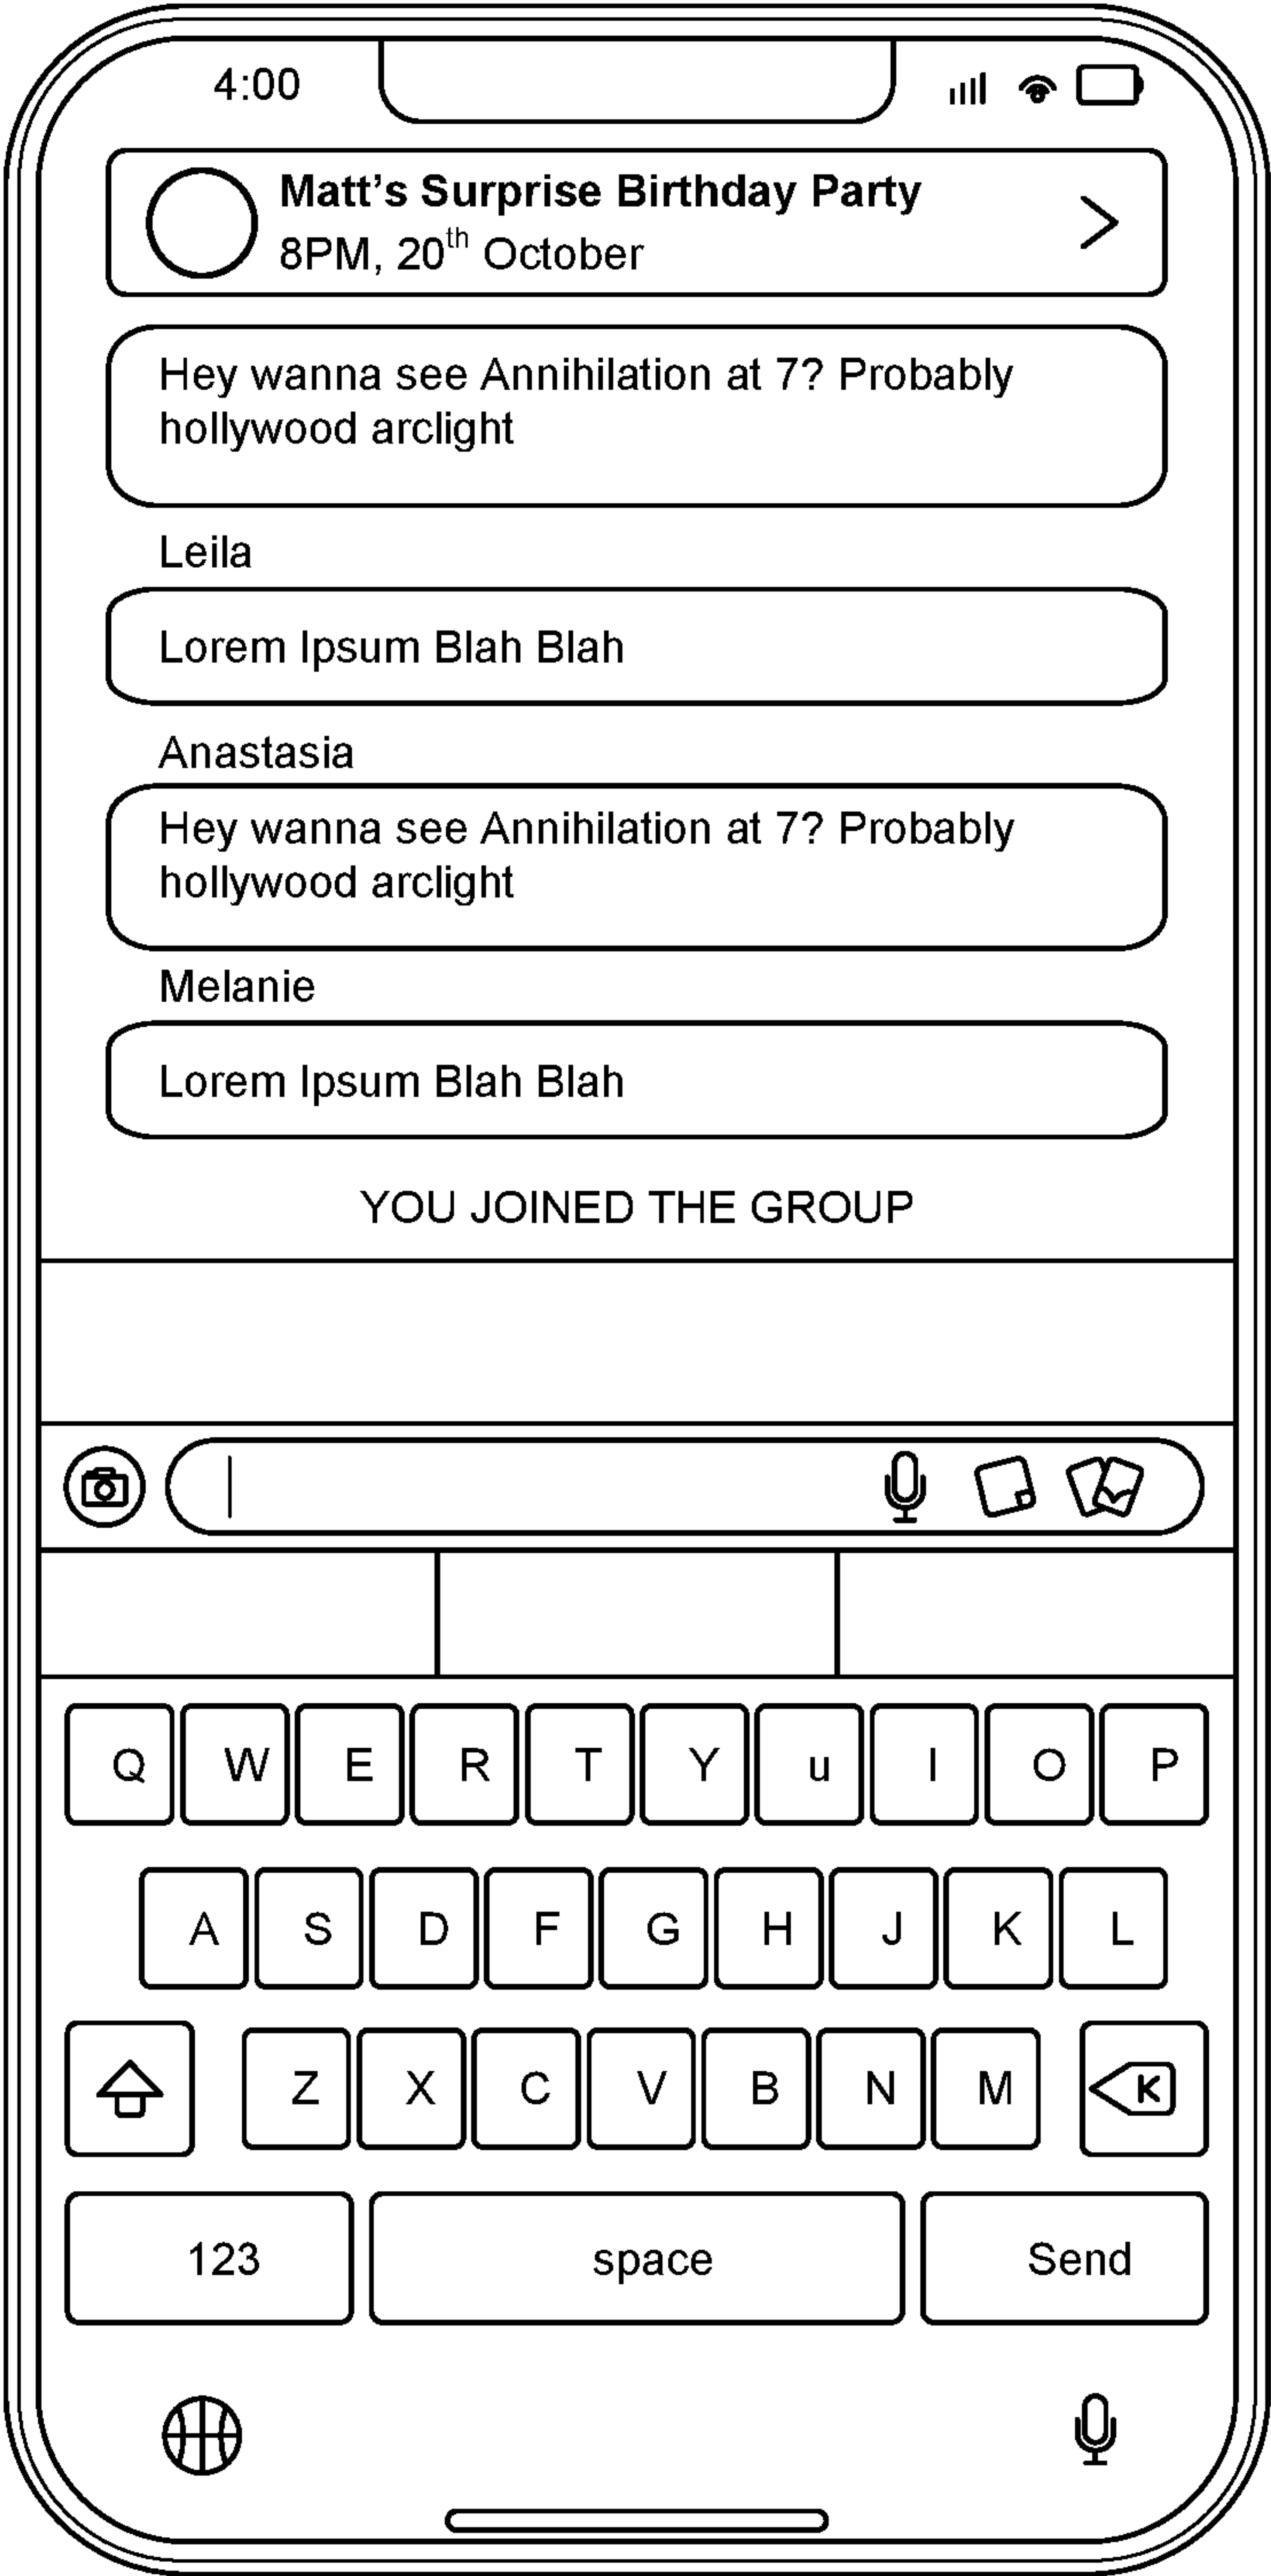 4:00
Matt’s Surprise Birthday Party
8PM, 20th October
Hey wanna see Annihilation at 7? Probably
hollywood arclight
Leila
Lorem Ipsum Blah Blah
Anastasia
Hey wanna see Annihilation at 7? Probably
hollywood arclight
Melanie
Lorem Ipsum Blah Blah
YOU JOINED THE GROUP
Q W E R T Y u I O P
A S D F G H J K L
Z X C V B N M K
123 space Send